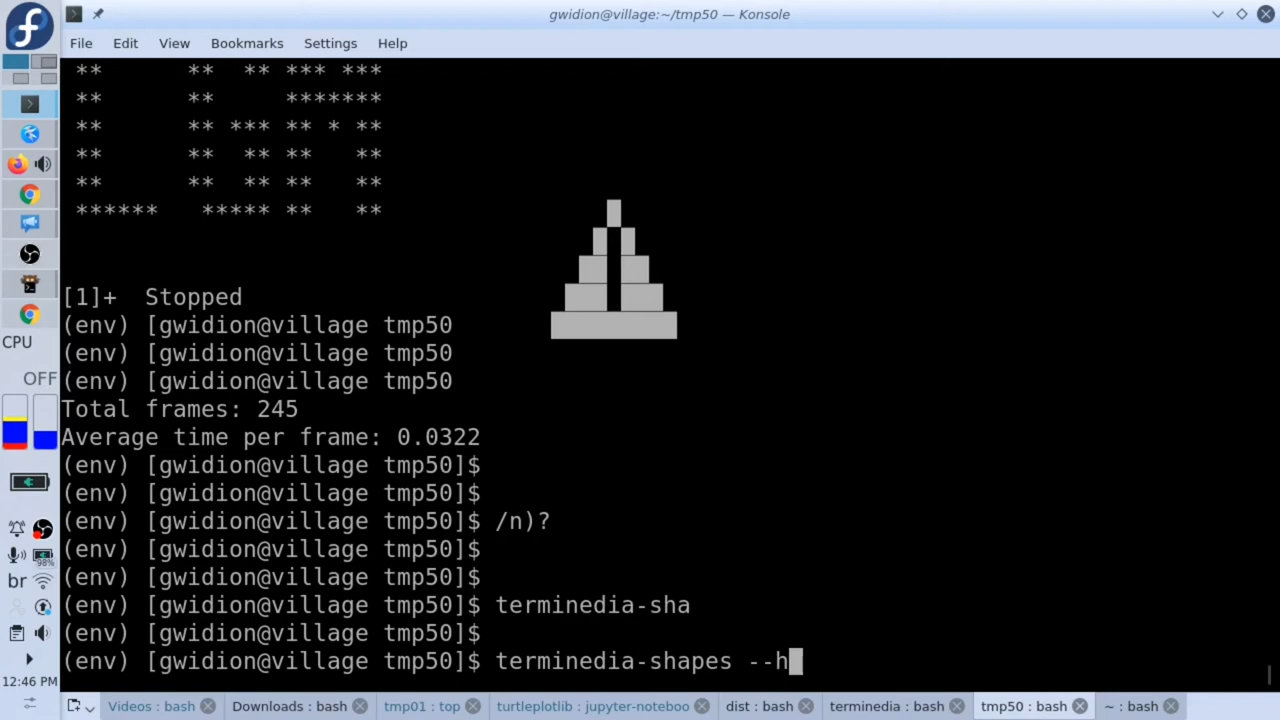 gwidion@village:~/tmp50 — Konsole
File Edit View Bookmarks Settings Help
** ** ** *** ***
** ** *******
** ** *** ** * **
** ** ** ** **
** ** ** ** **
****** ***** ** **
[1]+ Stopped
(env) [gwidion@village tmp50
(env) [gwidion@village tmp50
(env) [gwidion@village tmp50
Total frames: 245
Average time per frame: 0.0322
(env) [gwidion@village tmp50]$
(env) [gwidion@village tmp50]$
(env) [gwidion@village tmp50]$ /n)?
(env) [gwidion@village tmp50]$
(env) [gwidion@village tmp50]$
(env) [gwidion@village tmp50]$ terminedia-sha
(env) [gwidion@village tmp50]$
(env) [gwidion@village tmp50]$ terminedia-shapes --h
CPU
OFF
98%
br
12:46 PM
Videos : bash Downloads : bash tmp01 : top turtleplotlib : jupyter-noteboo dist : bash terminedia : bash tmp50 : bash ~ : bash